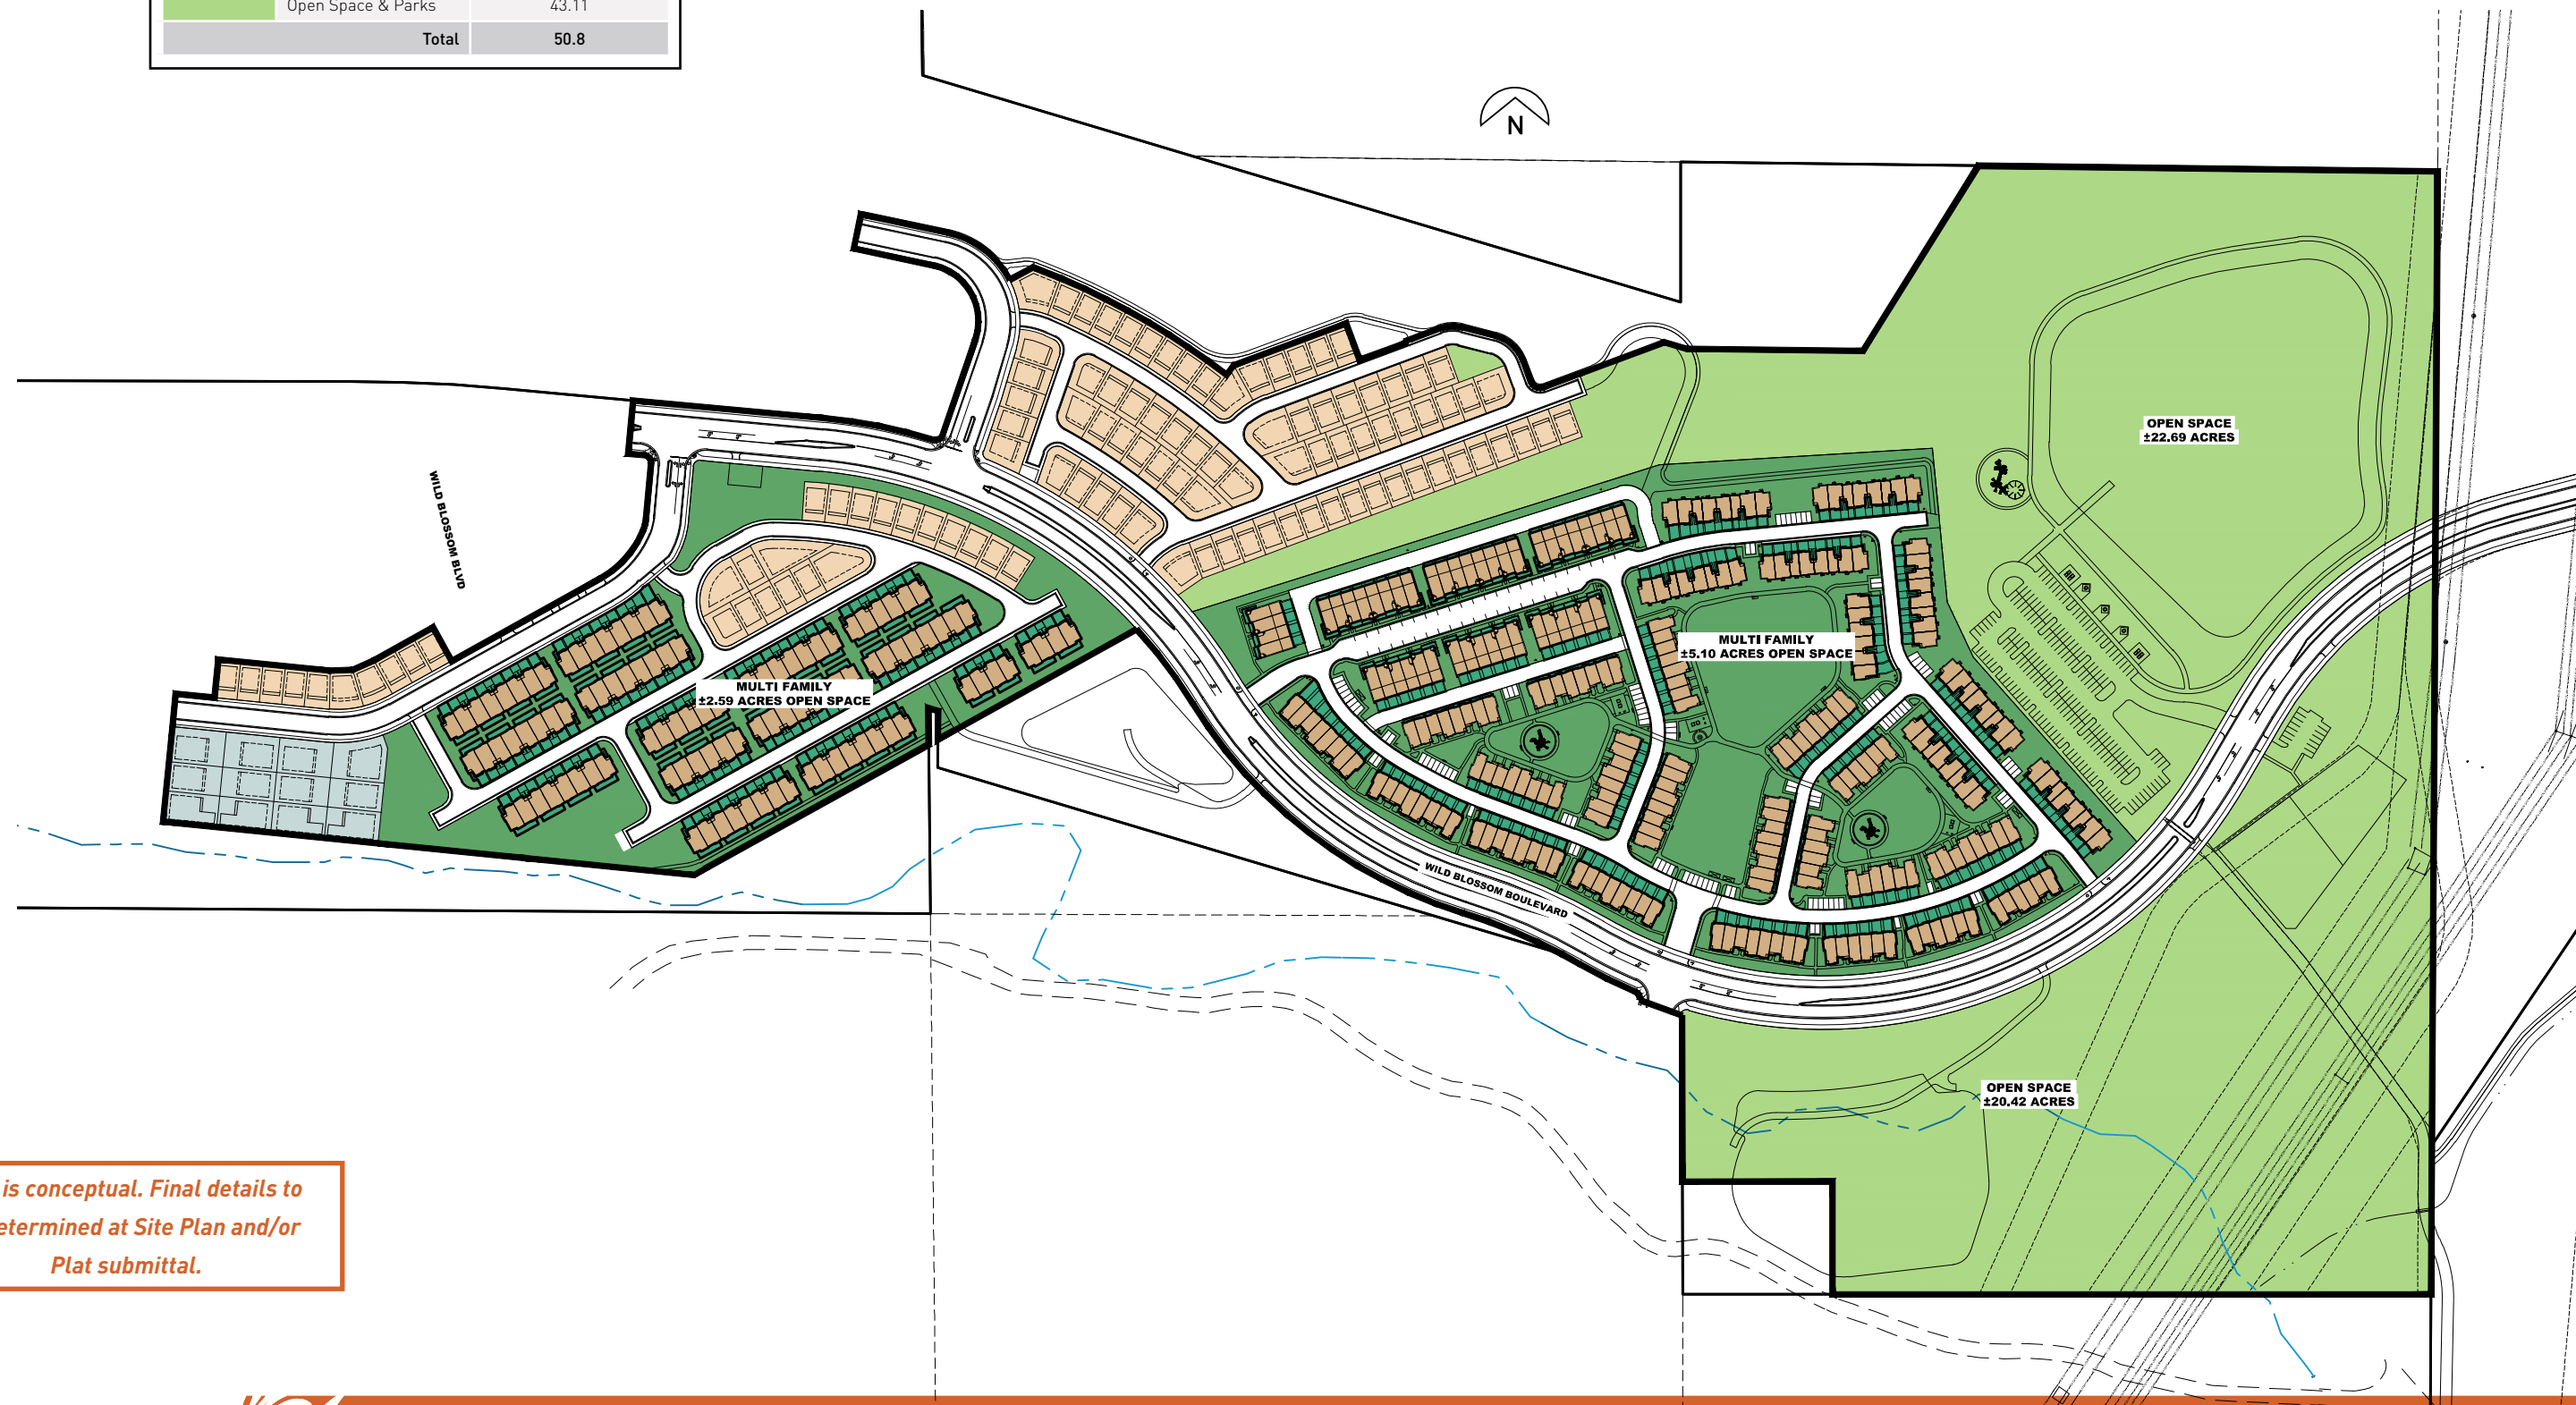 Open Space & Parks 43.11
Total 50.8
N
OPEN SPACE
±22.69 ACRES
WILD BLOSSOM BLVD
MULTI FAMILY
±5.10 ACRES OPEN SPACE
MULTI FAMILY
±2.59 ACRES OPEN SPACE
WILD BLOSSOM BOULEVARD
OPEN SPACE
±20.42 ACRES
is conceptual. Final details to
etermined at Site Plan and/or
Plat submittal.